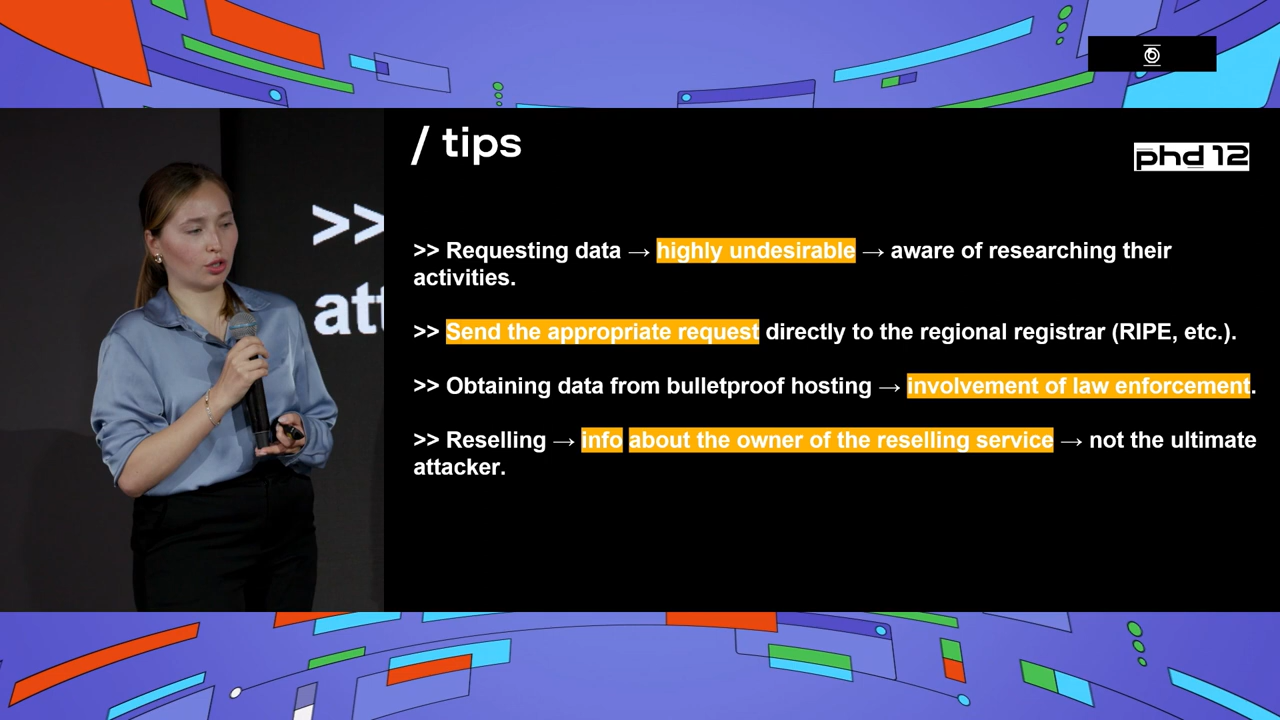 / tips
phd 12
>> Requesting data → highly undesirable → aware of researching their
activities.
>> Send the appropriate request directly to the regional registrar (RIPE, etc.).
>> Obtaining data from bulletproof hosting → involvement of law enforcement.
>> Reselling → info about the owner of the reselling service → not the ultimate
attacker.
>>
att